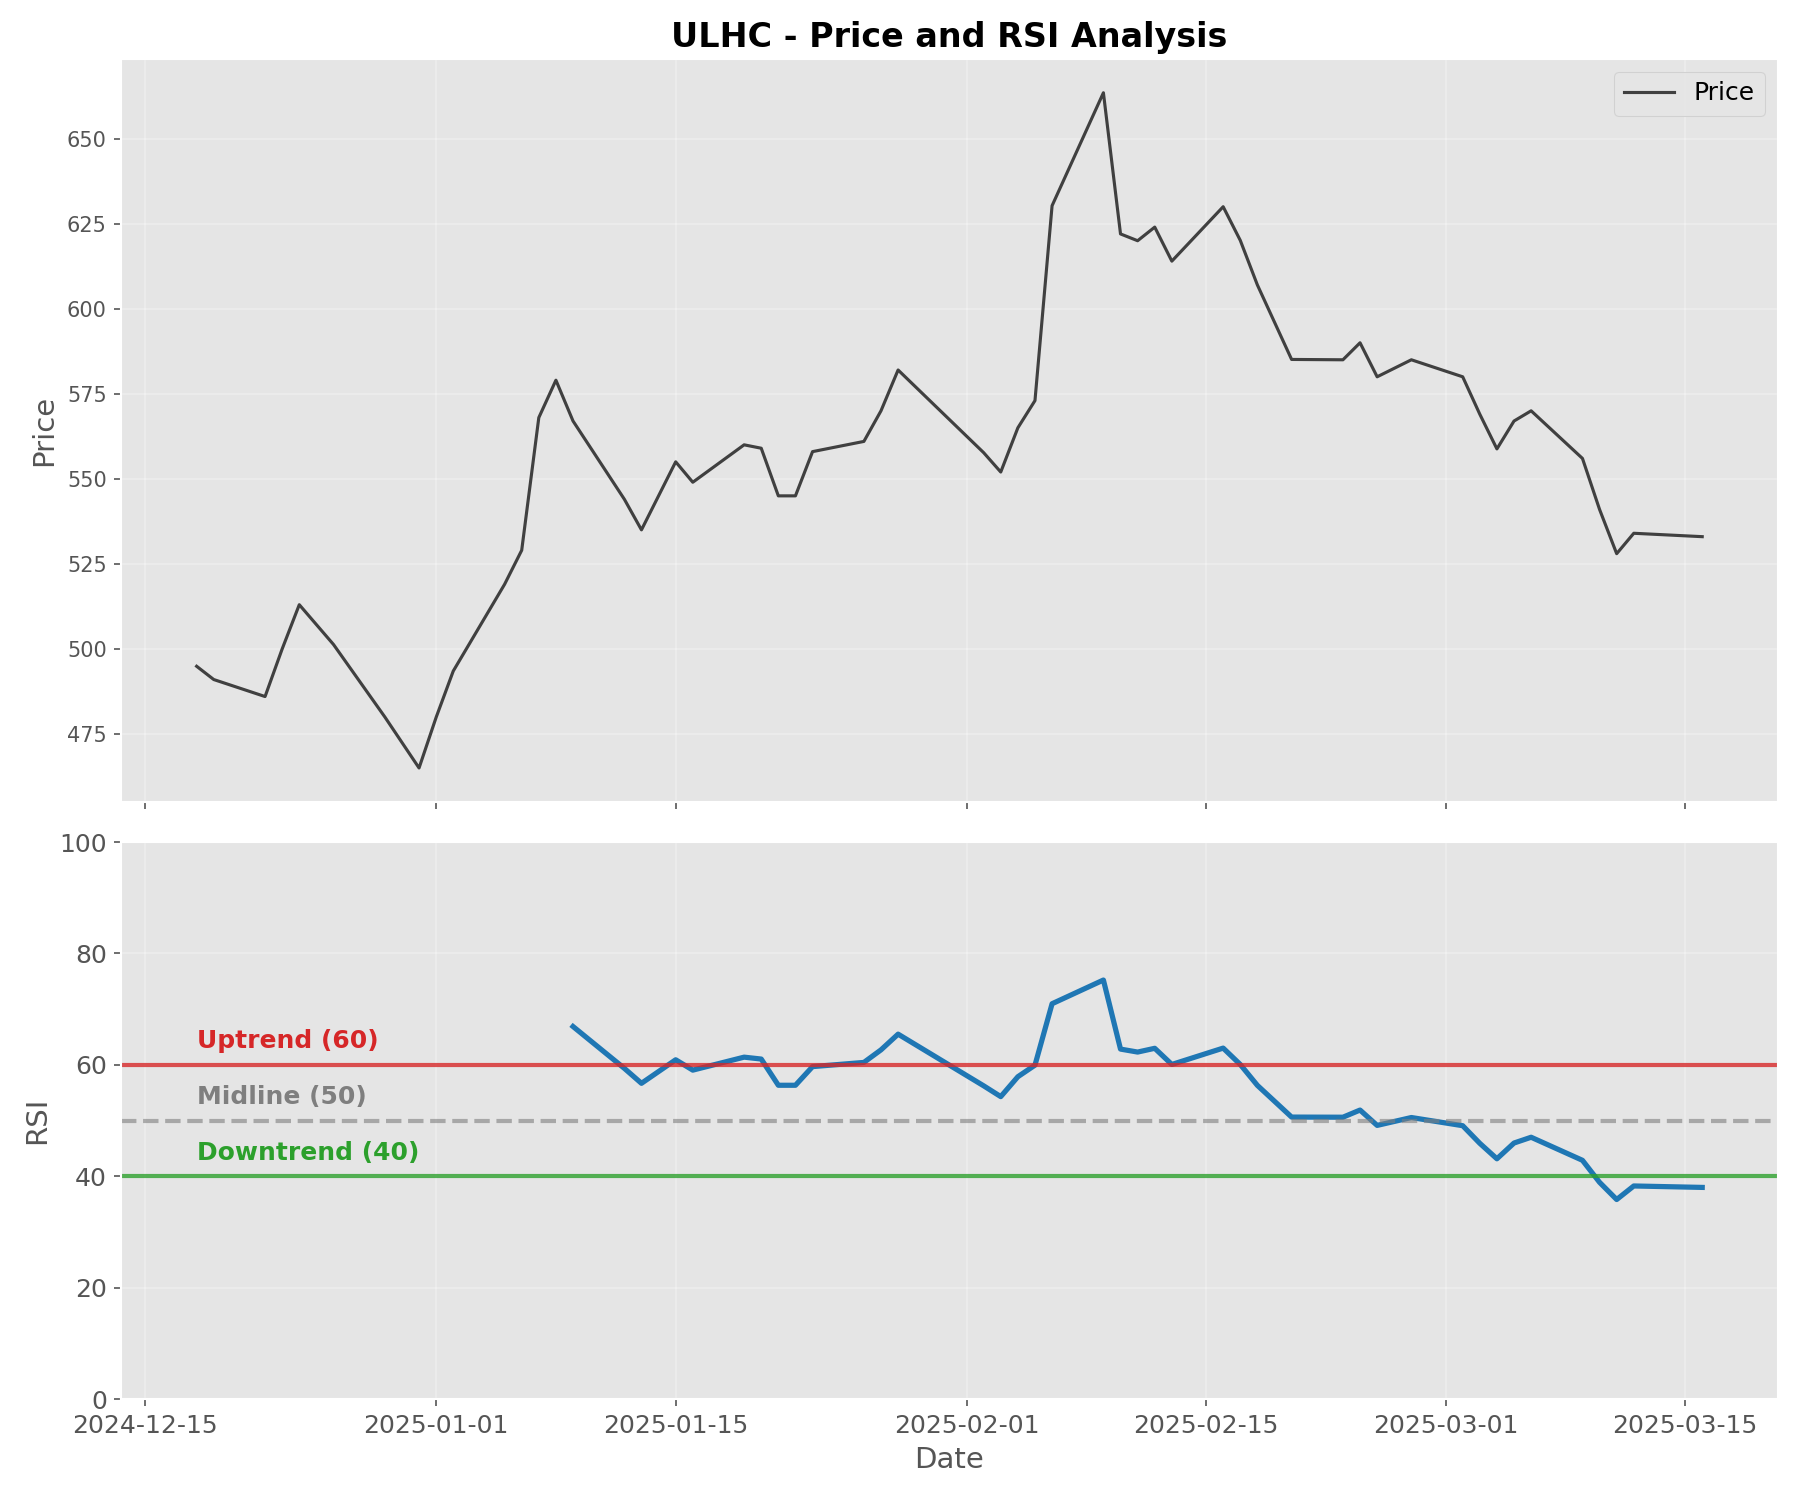 ULHC - Price and RSI Analysis
Price
650
625
600
575
550
525
500
475
Price
100
80
60
40
20
0
RSI
Uptrend (60)
Midline (50)
Downtrend (40)
2024-12-15
2025-01-01
2025-01-15
2025-02-01
2025-02-15
2025-03-01
2025-03-15
Date